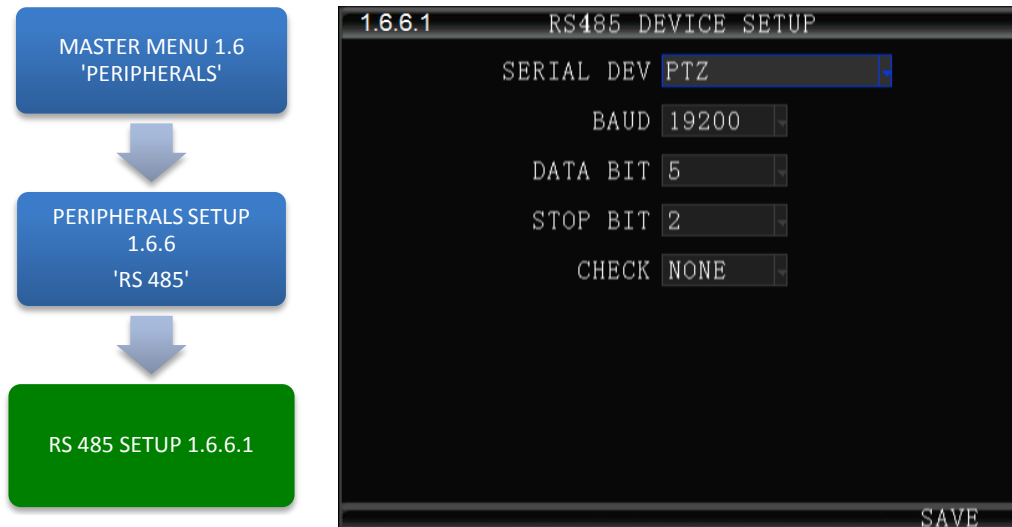 MASTER MENU 1.6
'PERIPHERALS'
PERIPHERALS SETUP
1.6.6
'RS 485'
RS 485 SETUP 1.6.6.1
1.6.6.1 RS485 DEVICE SETUP
SERIAL DEV PTZ
BAUD 19200
DATA BIT 5
STOP BIT 2
CHECK NONE
SAVE